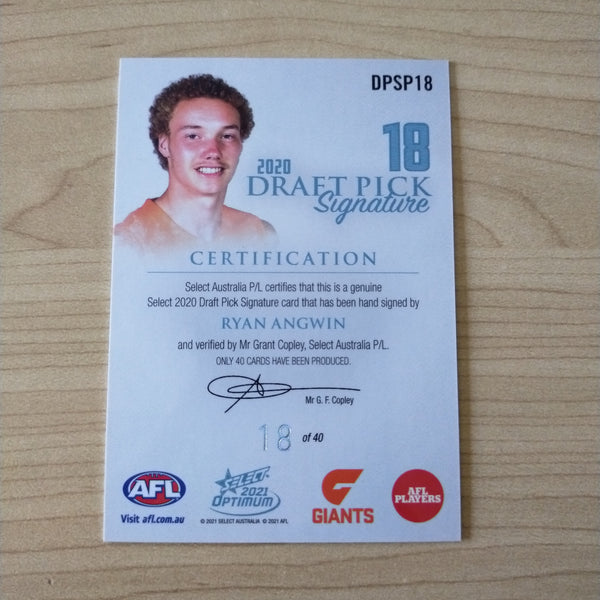 DPSP18
18
2020
DRAFT PICK
Signature
CERTIFICATION
Select Australia P/L certifies that this is a genuine
Select 2020 Draft Pick Signature card that has been hand signed by
RYAN ANGWIN
and verified by Mr Grant Copley, Select Australia P/L.
ONLY 40 CARDS HAVE BEEN PRODUCED.
Mr G. F. Copley
18 of 40
AFL
Visit afl.com.au
SELECT
2021
OPTIMUM
© 2021 SELECT AUSTRALIA © 2021 AFL
G
GIANTS
AFL
PLAYERS